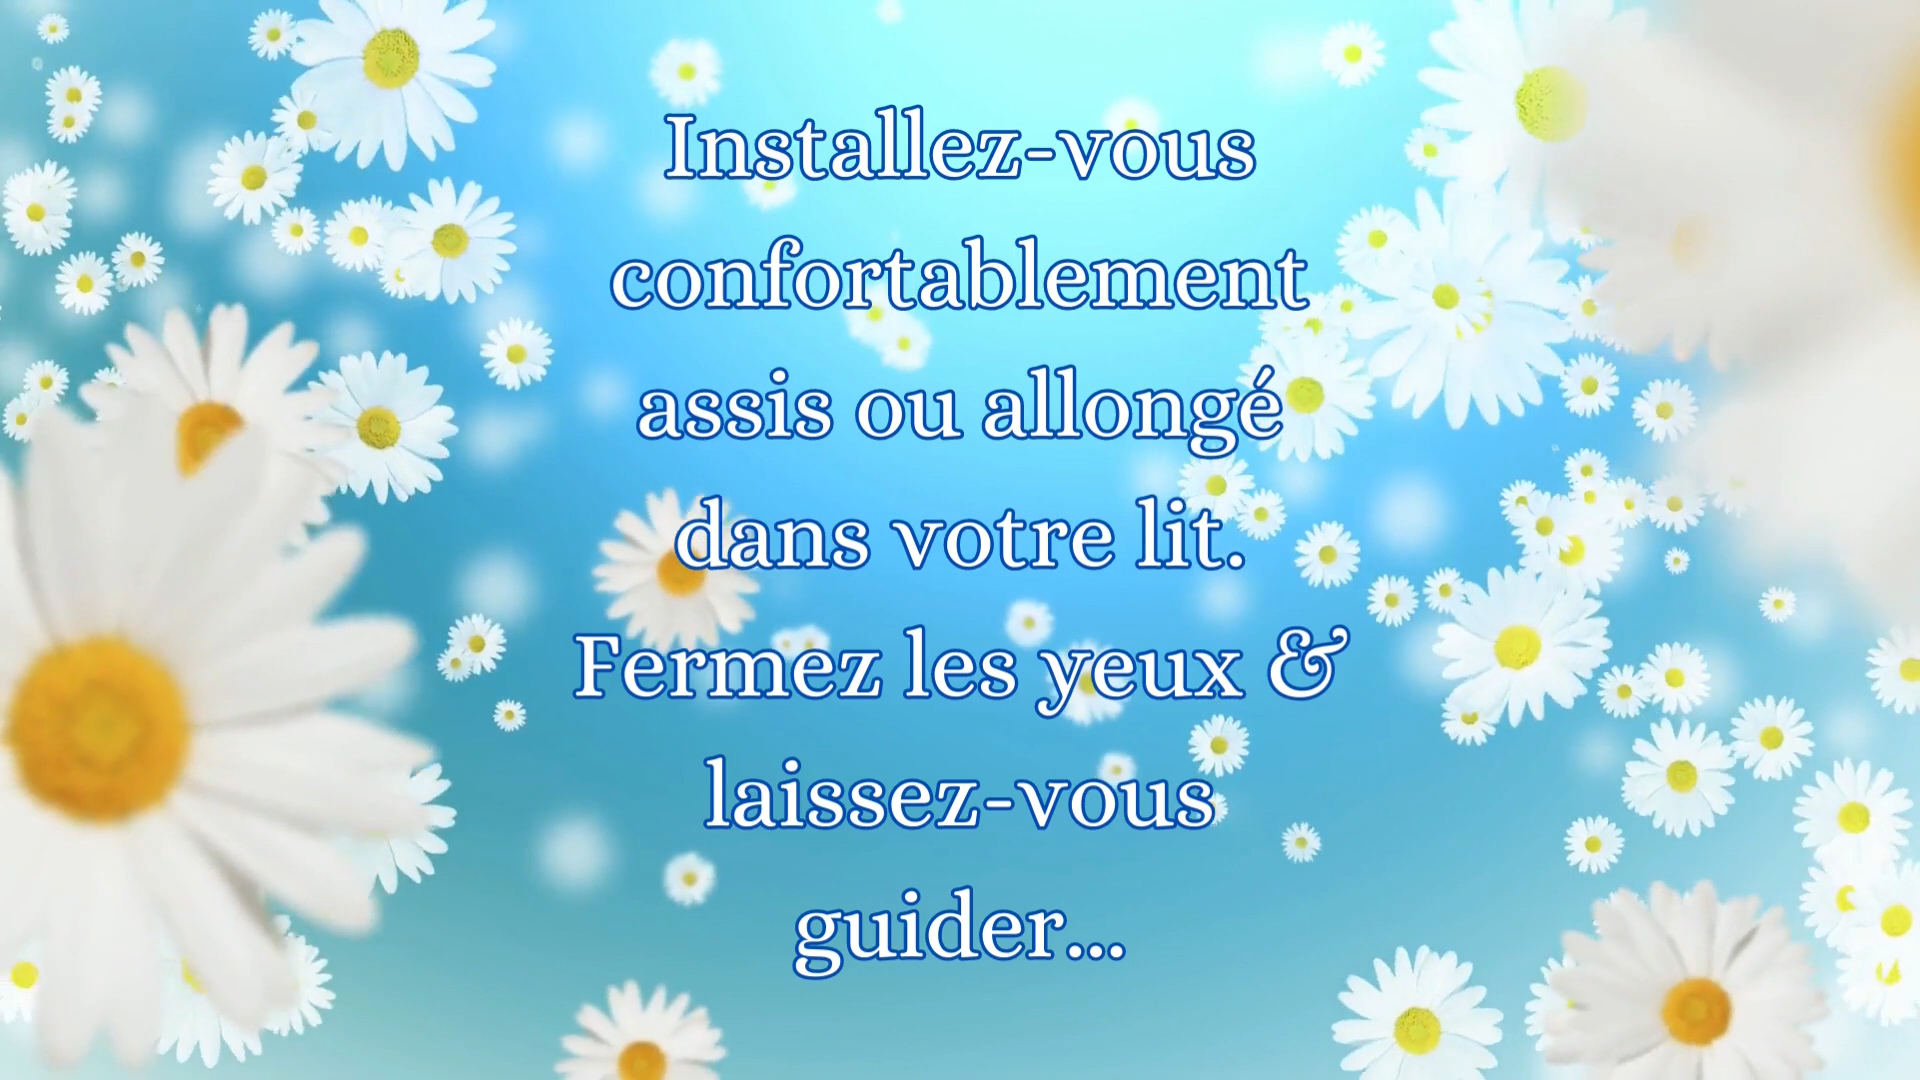 Installez-vous
confortablement
assis ou allongé
dans votre lit.
Fermez les yeux &
laissez-vous
guider...